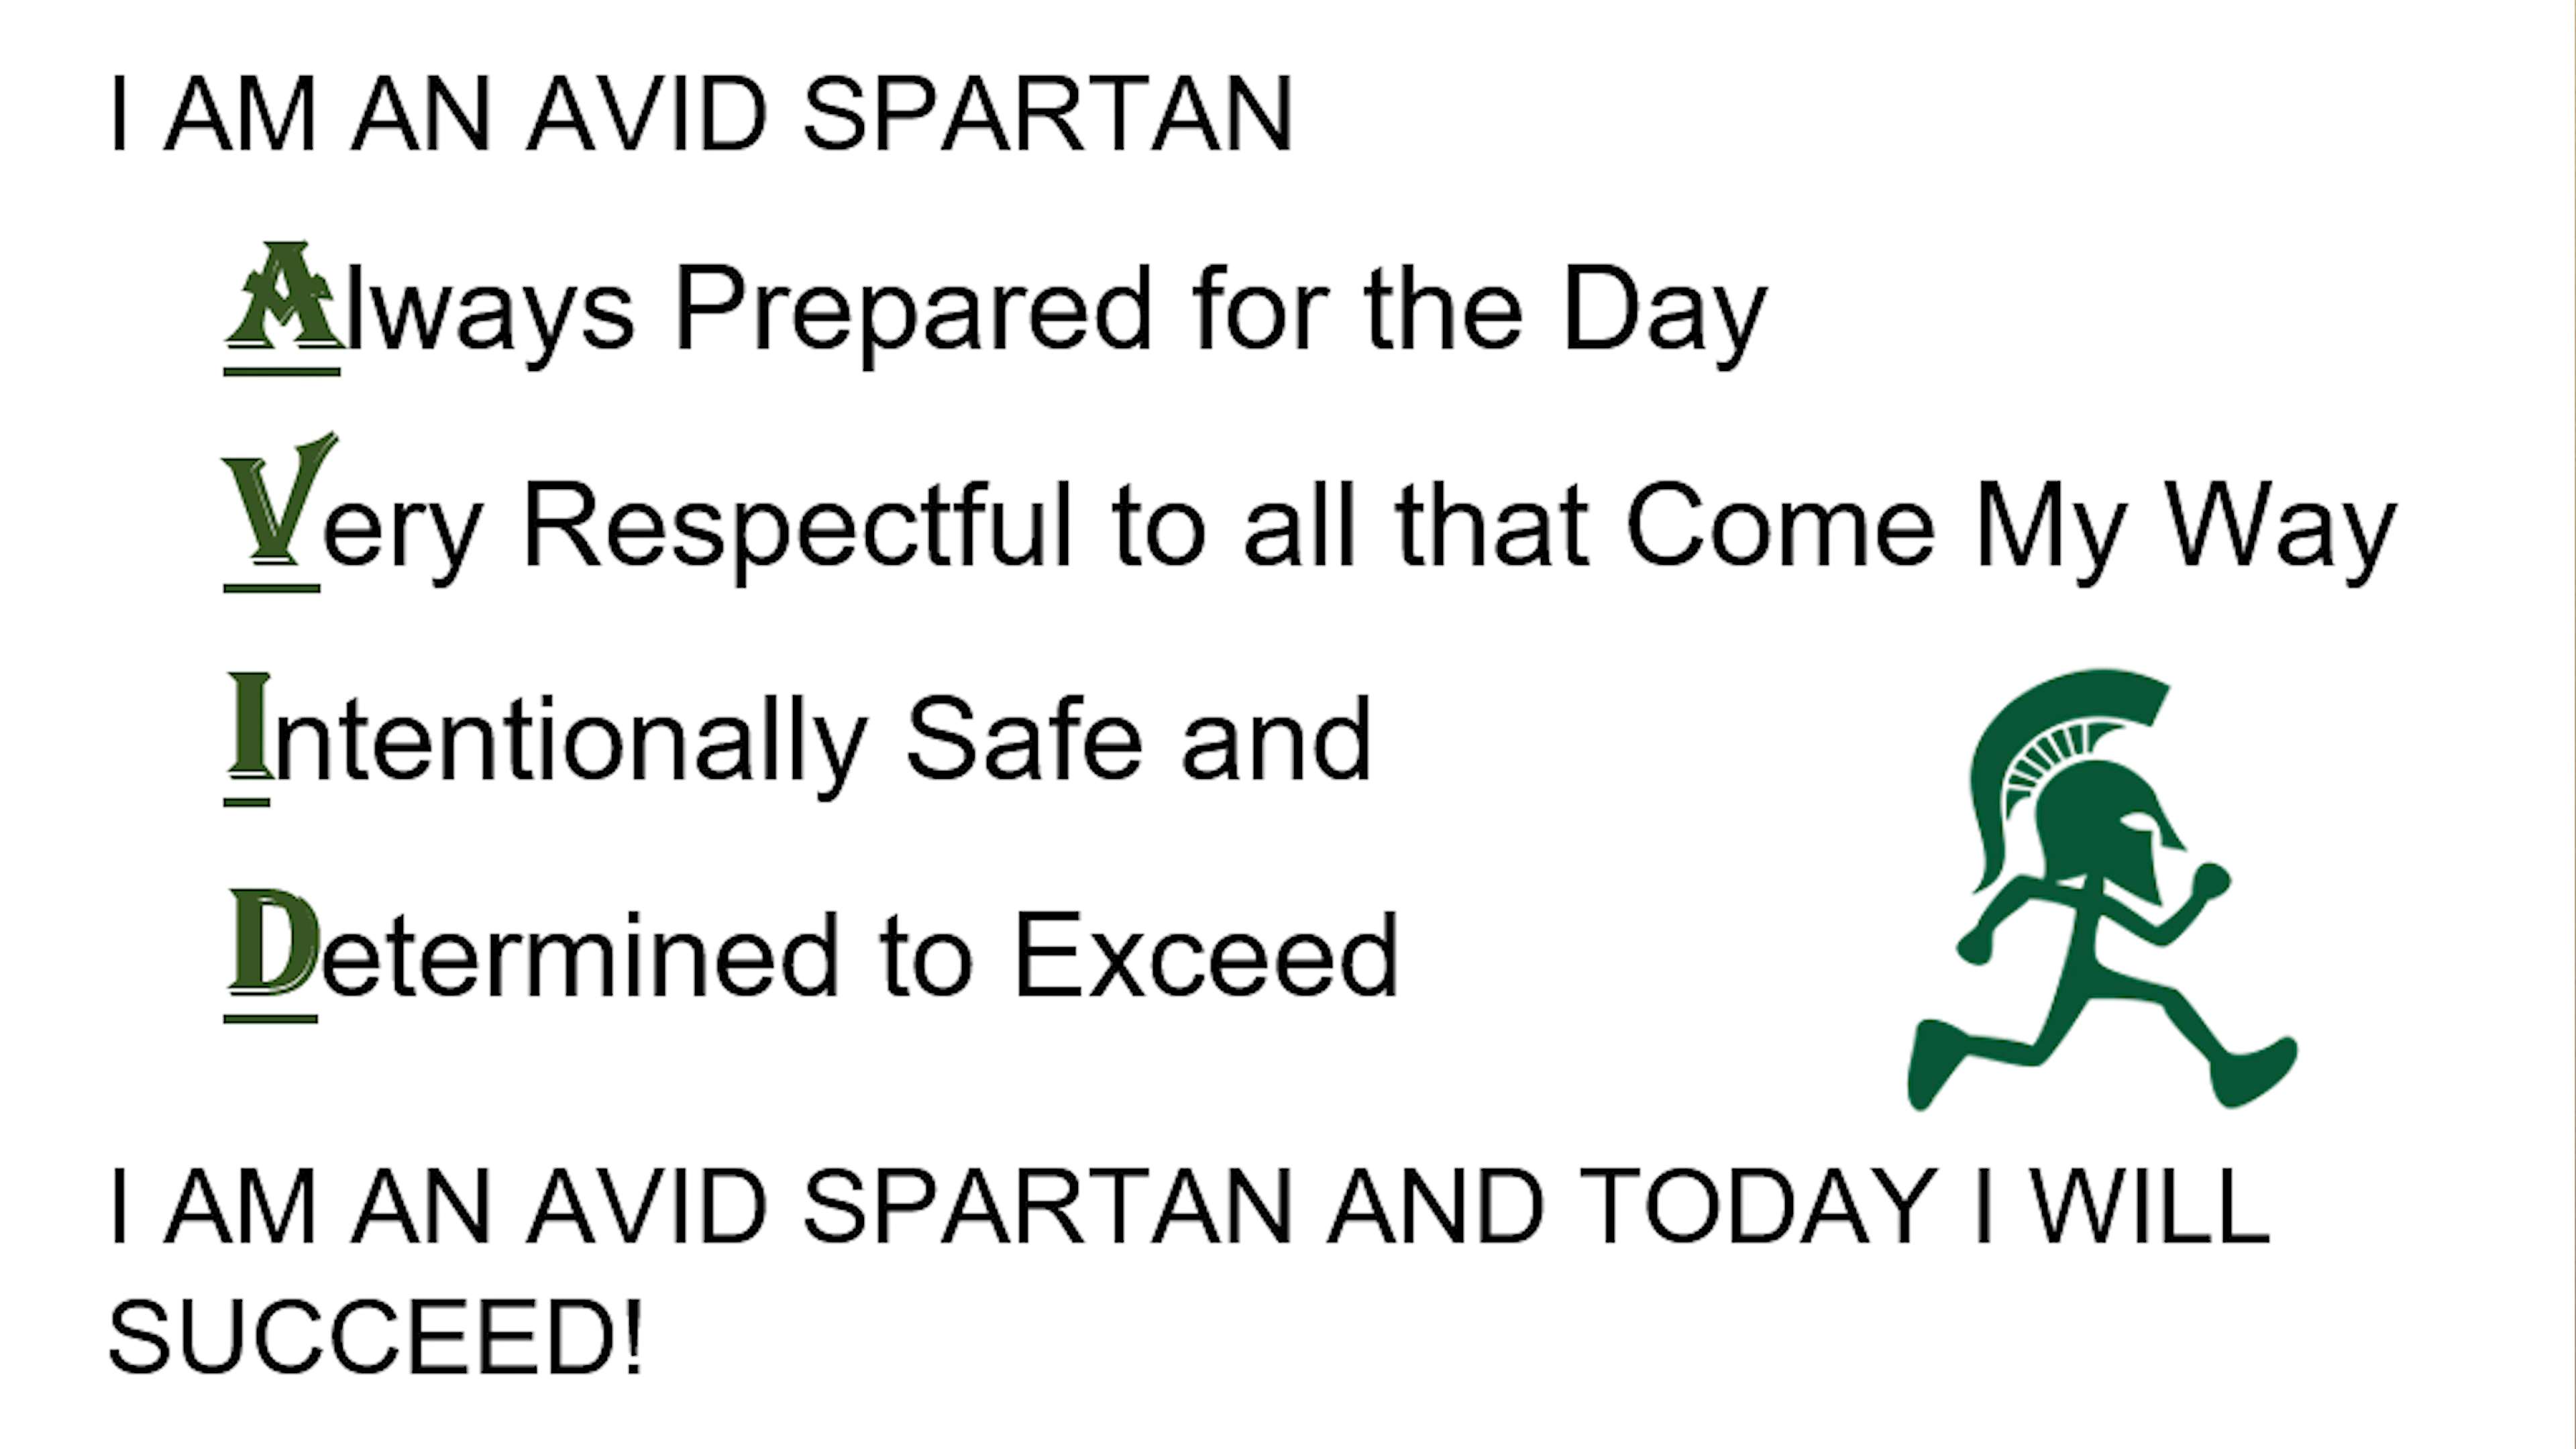 I AM AN AVID SPARTAN
Always Prepared for the Day
Very Respectful to all that Come My Way
Intentionally Safe and
Determined to Exceed
I AM AN AVID SPARTAN AND TODAY I WILL
SUCCEED!